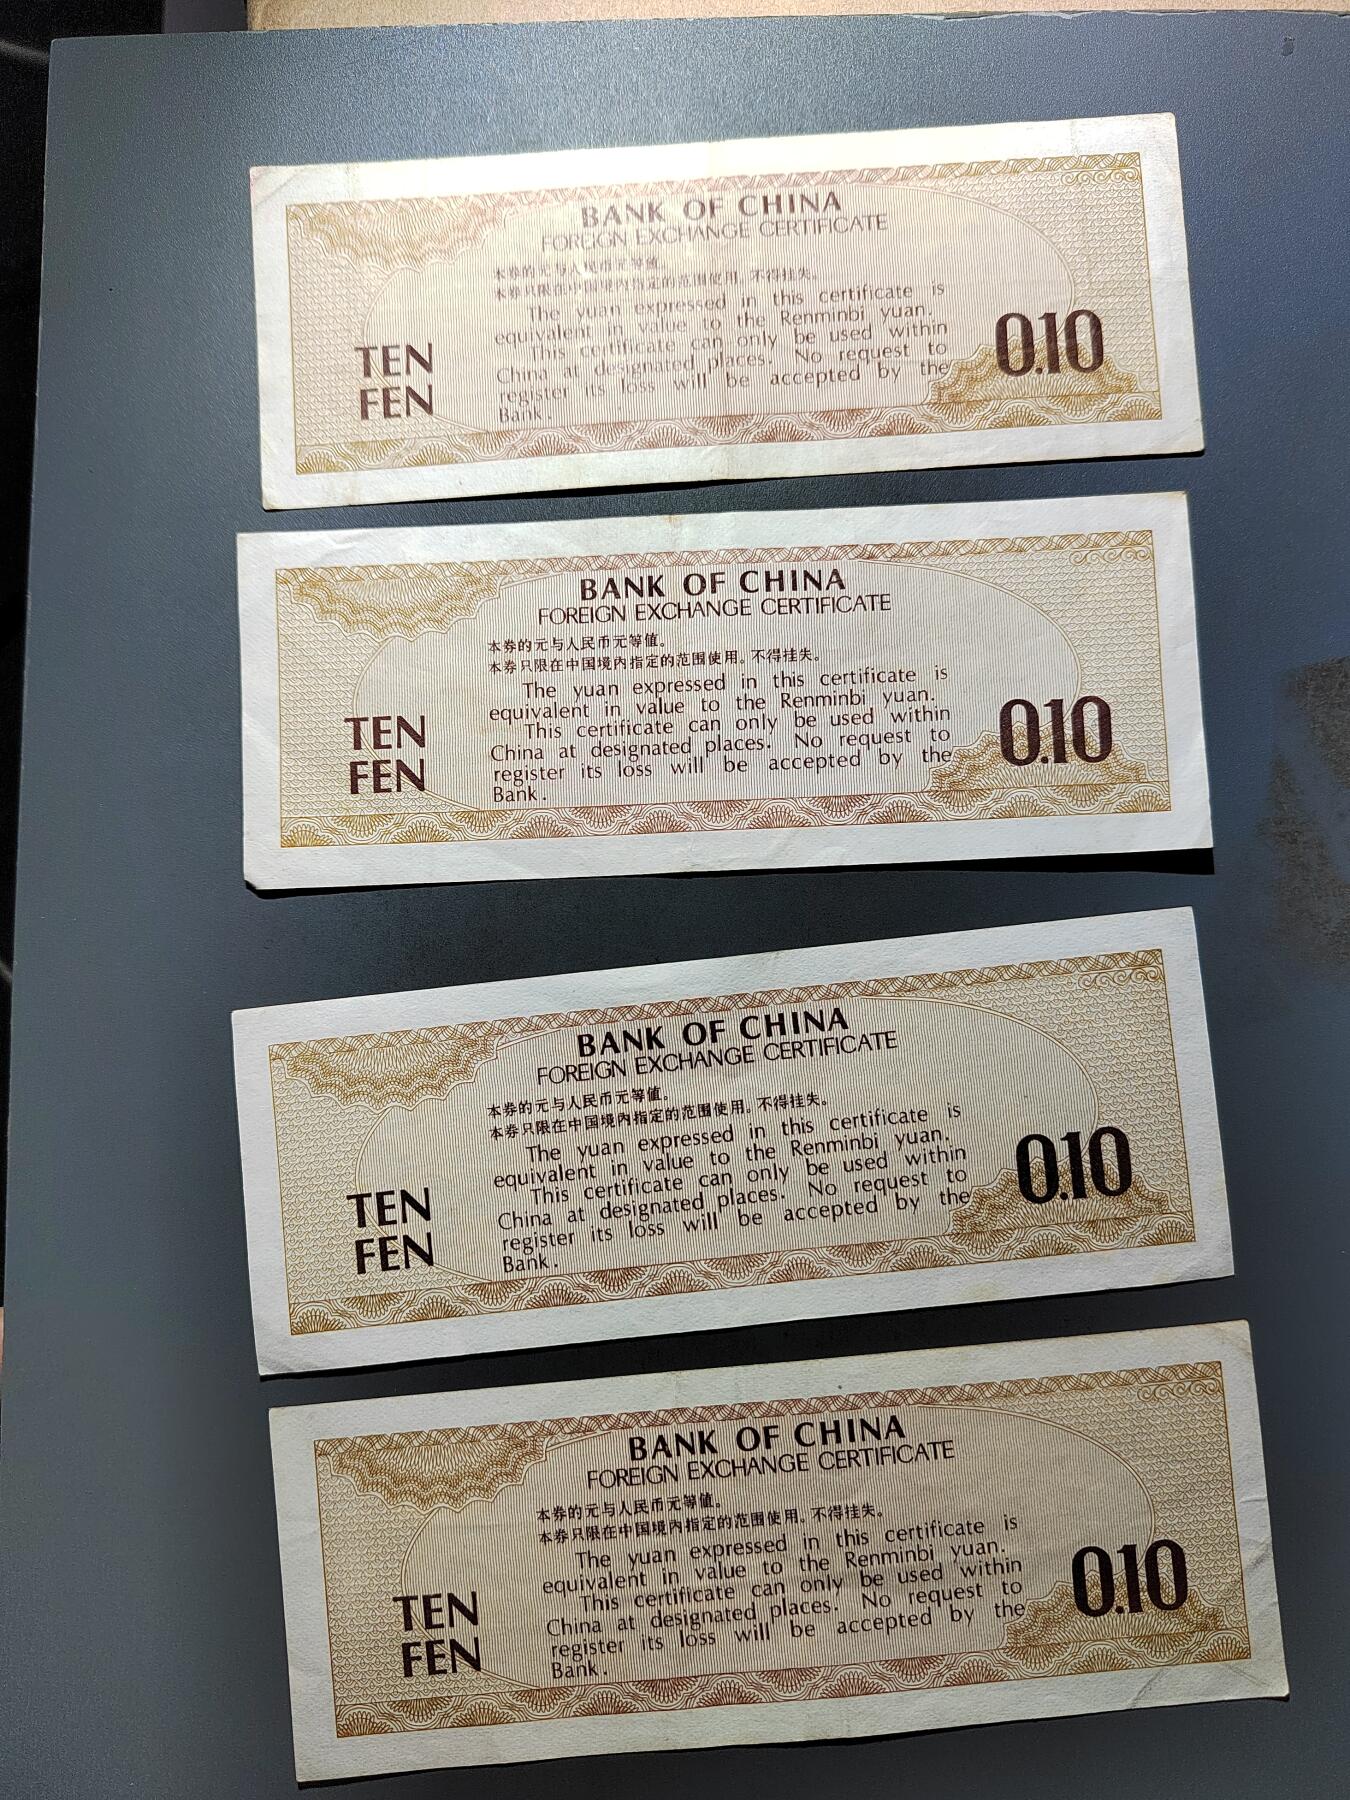 BANK OF CHINA
FOREIGN EXCHANGE CERTIFICATE
本券的元与人民币元等值。
本券只限在中国境内指定的范围使用。不得挂失。
The yuan expressed in this certificate is
equivalent in value to the Renminbi yuan.
This certificate can only be used within
China at designated places. No request to
register its loss will be accepted by the
Bank.
TEN
FEN
0.10
BANK OF CHINA
FOREIGN EXCHANGE CERTIFICATE
本券的元与人民币元等值。
本券只限在中国境内指定的范围使用。不得挂失。
The yuan expressed in this certificate is
equivalent in value to the Renminbi yuan.
This certificate can only be used within
China at designated places. No request to
register its loss will be accepted by the
Bank.
TEN
FEN
0.10
BANK OF CHINA
FOREIGN EXCHANGE CERTIFICATE
本券的元与人民币元等值。
本券只限在中国境内指定的范围使用。不得挂失。
The yuan expressed in this certificate is
equivalent in value to the Renminbi yuan.
This certificate can only be used within
China at designated places. No request to
register its loss will be accepted by the
Bank.
TEN
FEN
0.10
BANK OF CHINA
FOREIGN EXCHANGE CERTIFICATE
本券的元与人民币元等值。
本券只限在中国境内指定的范围使用。不得挂失。
The yuan expressed in this certificate is
equivalent in value to the Renminbi yuan.
This certificate can only be used within
China at designated places. No request to
register its loss will be accepted by the
Bank.
TEN
FEN
0.10